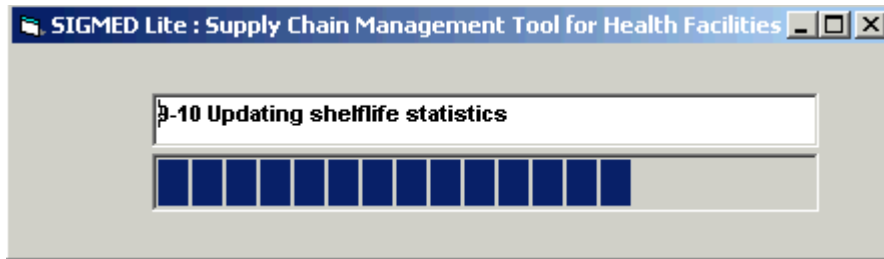 SIGMED Lite : Supply Chain Management Tool for Health Facilities
9-10 Updating shelflife statistics